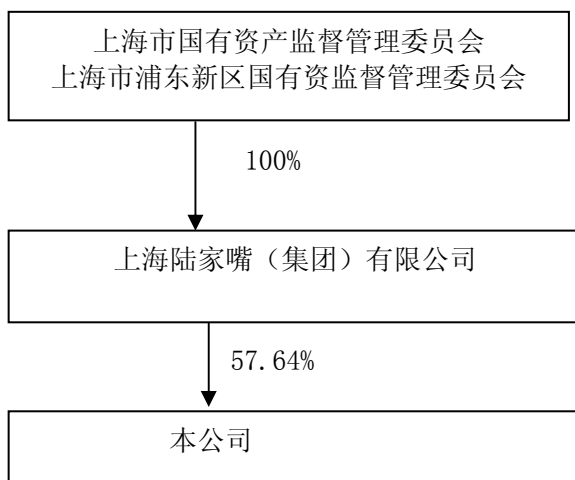 上海市国有资产监督管理委员会
上海市浦东新区国有资监督管理委员会
100%
上海陆家嘴（集团）有限公司
57.64%
本公司